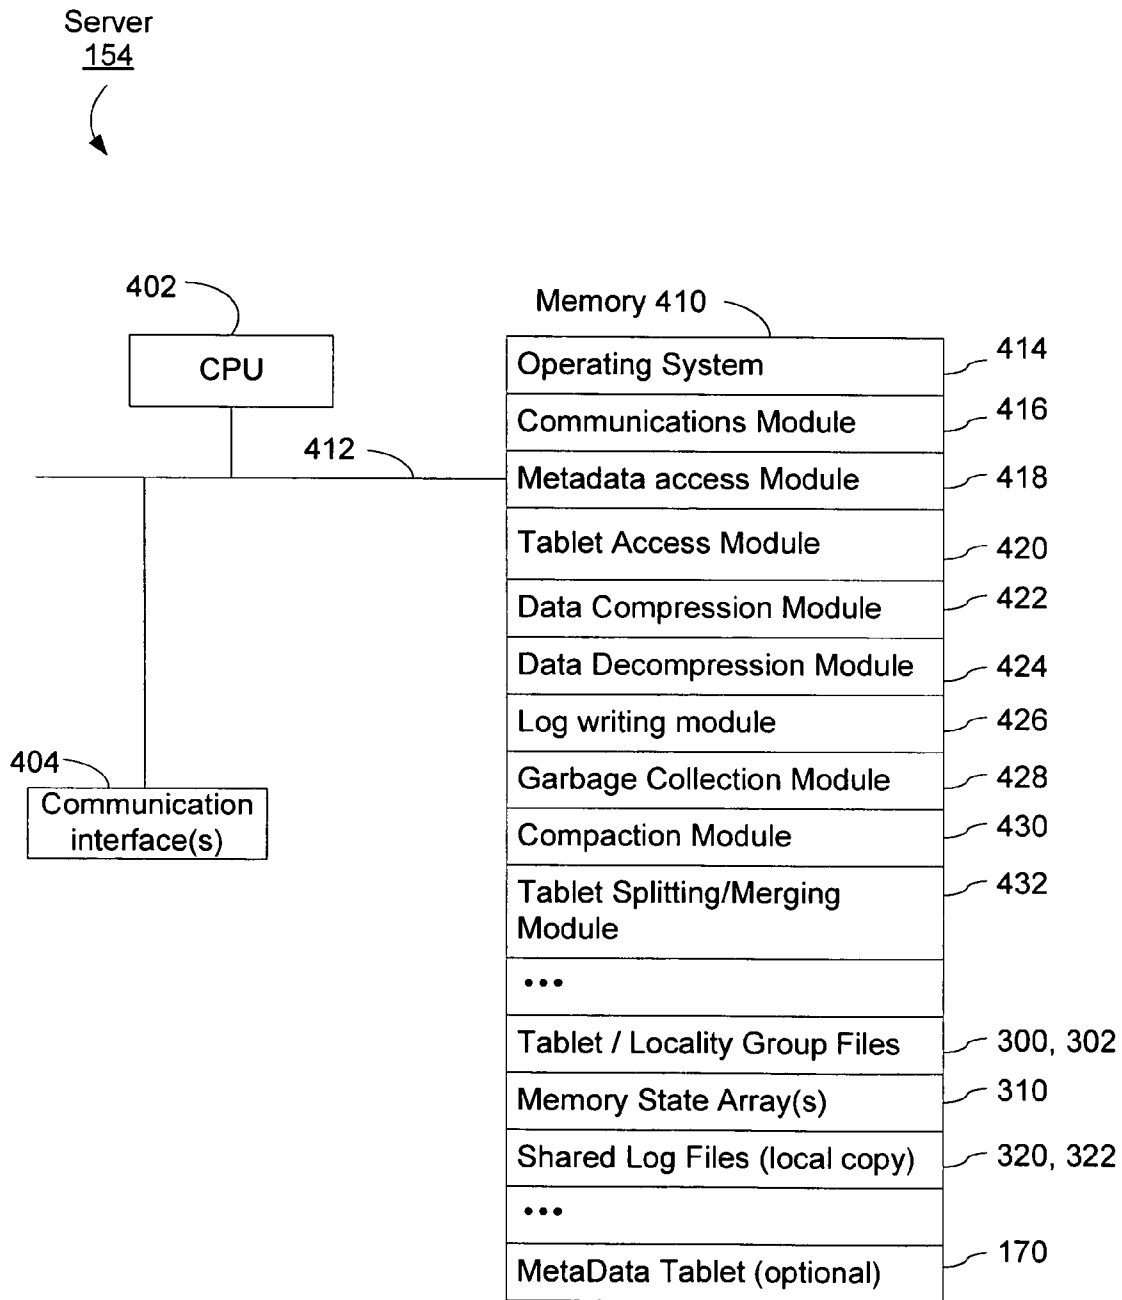 Server
154
402
CPU
412
404
Communication
interface(s)
Memory 410
Operating System 414
Communications Module 416
Metadata access Module 418
Tablet Access Module 420
Data Compression Module 422
Data Decompression Module 424
Log writing module 426
Garbage Collection Module 428
Compaction Module 430
Tablet Splitting/Merging 432
Module
•••
Tablet / Locality Group Files 300, 302
Memory State Array(s) 310
Shared Log Files (local copy) 320, 322
•••
MetaData Tablet (optional) 170